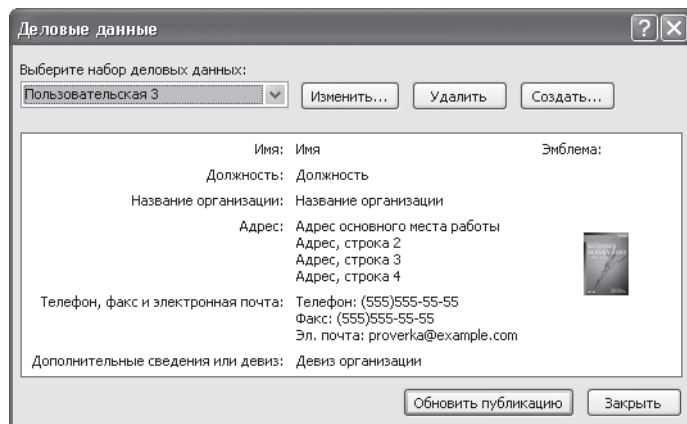 Деловые данные
Выберите набор деловых данных:
Пользовательская 3
Изменить... Удалить Создать...
Имя: Имя Эмблема:
Должность: Должность
Название организации: Название организации
Адрес: Адрес основного места работы
Адрес, строка 2
Адрес, строка 3
Адрес, строка 4
Телефон, факс и электронная почта: Телефон: (555)555-55-55
Факс: (555)555-55-55
Эл. почта: proverka@example.com
Дополнительные сведения или девиз: Девиз организации
Обновить публикацию Закрыть